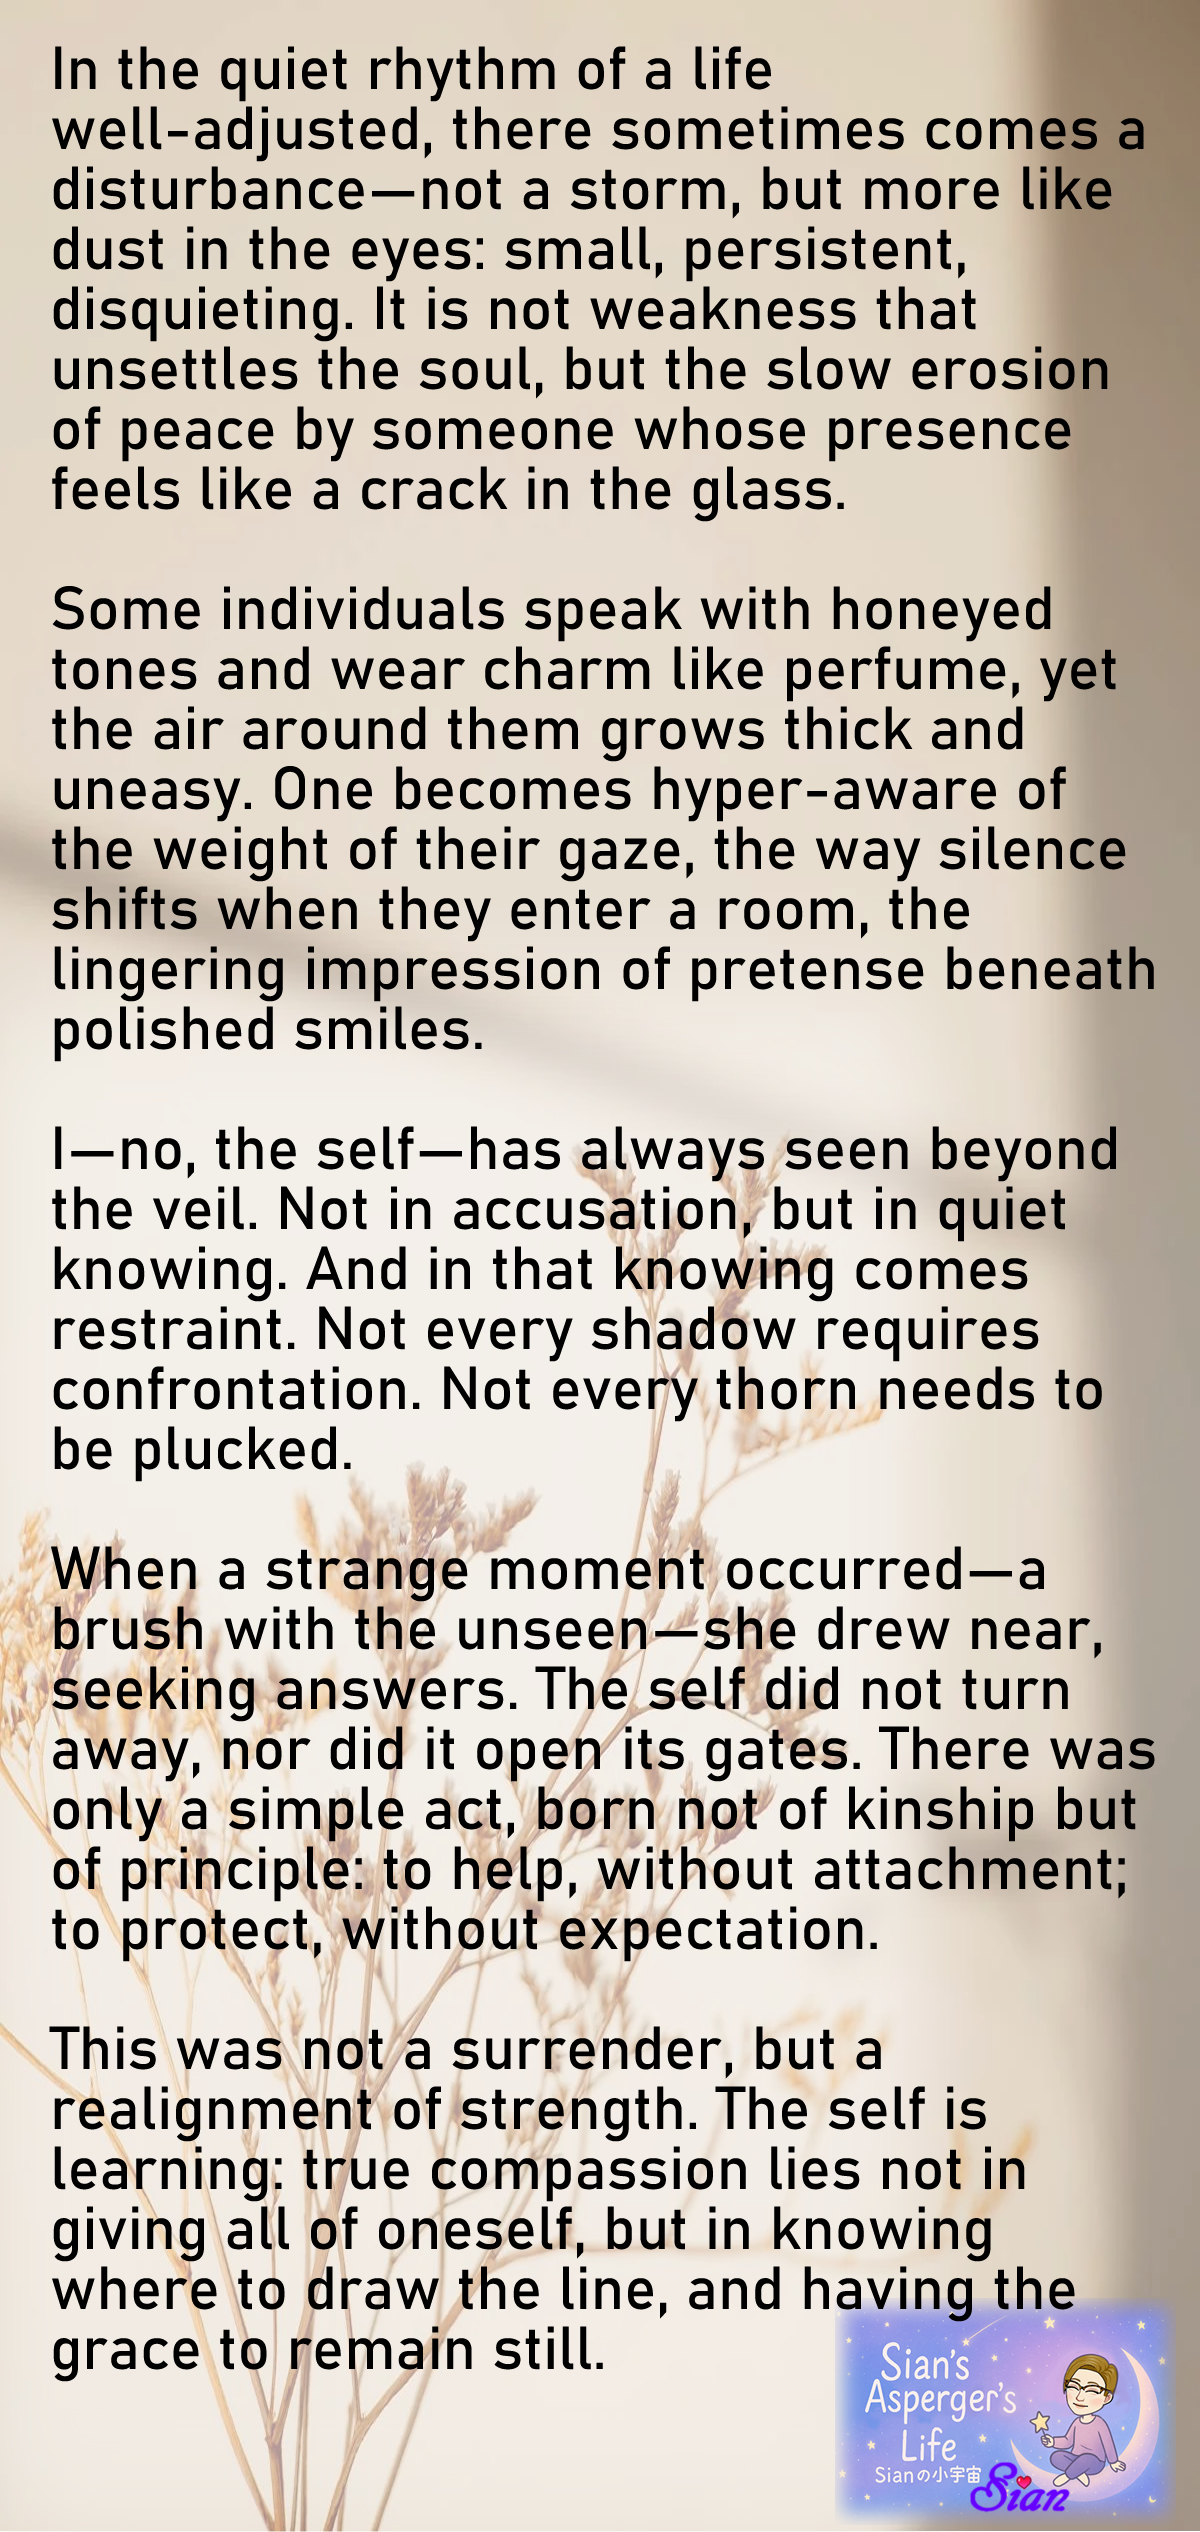 In the quiet rhythm of a life
well-adjusted, there sometimes comes a
disturbance—not a storm, but more like
dust in the eyes: small, persistent,
disquieting. It is not weakness that
unsettles the soul, but the slow erosion
of peace by someone whose presence
feels like a crack in the glass.
Some individuals speak with honeyed
tones and wear charm like perfume, yet
the air around them grows thick and
uneasy. One becomes hyper-aware of
the weight of their gaze, the way silence
shifts when they enter a room, the
lingering impression of pretense beneath
polished smiles.
I—no, the self—has always seen beyond
the veil. Not in accusation, but in quiet
knowing. And in that knowing comes
restraint. Not every shadow requires
confrontation. Not every thorn needs to
be plucked.
When a strange moment occurred—a
brush with the unseen—she drew near,
seeking answers. The self did not turn
away, nor did it open its gates. There was
only a simple act, born not of kinship but
of principle: to help, without attachment;
to protect, without expectation.
This was not a surrender, but a
realignment of strength. The self is
learning: true compassion lies not in
giving all of oneself, but in knowing
where to draw the line, and having the
grace to remain still.
Sian's
Asperger's
Life
Sianの小宇宙
Sian